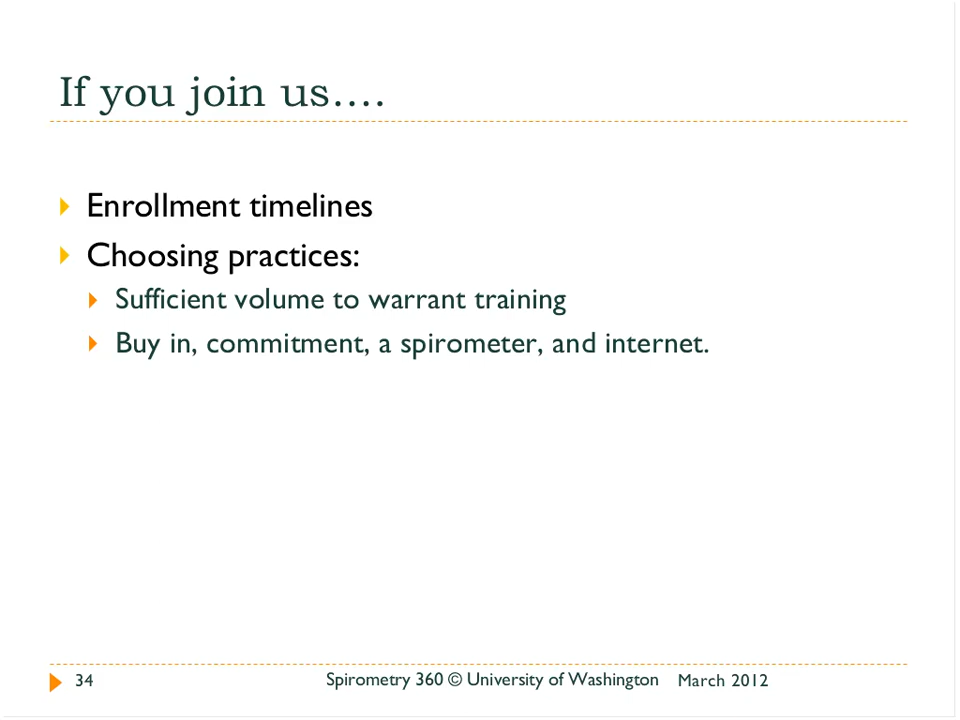 If you join us....
Enrollment timelines
Choosing practices:
Sufficient volume to warrant training
Buy in, commitment, a spirometer, and internet.
34 Spirometry 360 © University of Washington March 2012